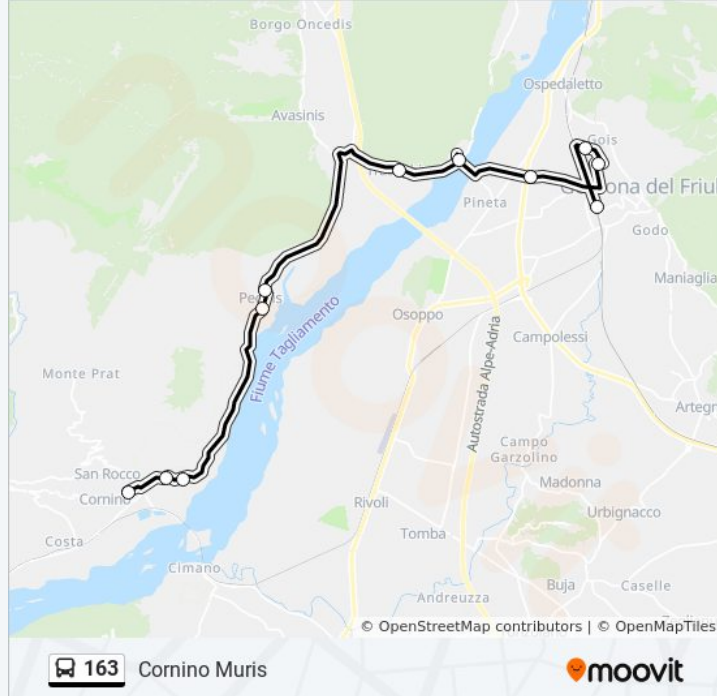 Borgo Oncedis
Ospedaletto
Avasinis
Gois
Gemona del Friul
Pineta
Godo
Maniaglia
Peonis
Fiume Tagliamento
Osoppo
Autostrada Alpe-Adria
Campolessi
Monte Prat
Arteg
Campo
Garzolino
San Rocco
Cornino
Madonna
Rivoli
Urbignacco
Costa
Tomba
Cimano
Buja
Caselle
Andreuzza
© OpenStreetMap contributors | © OpenMapTiles
163
Cornino Muris
moovit